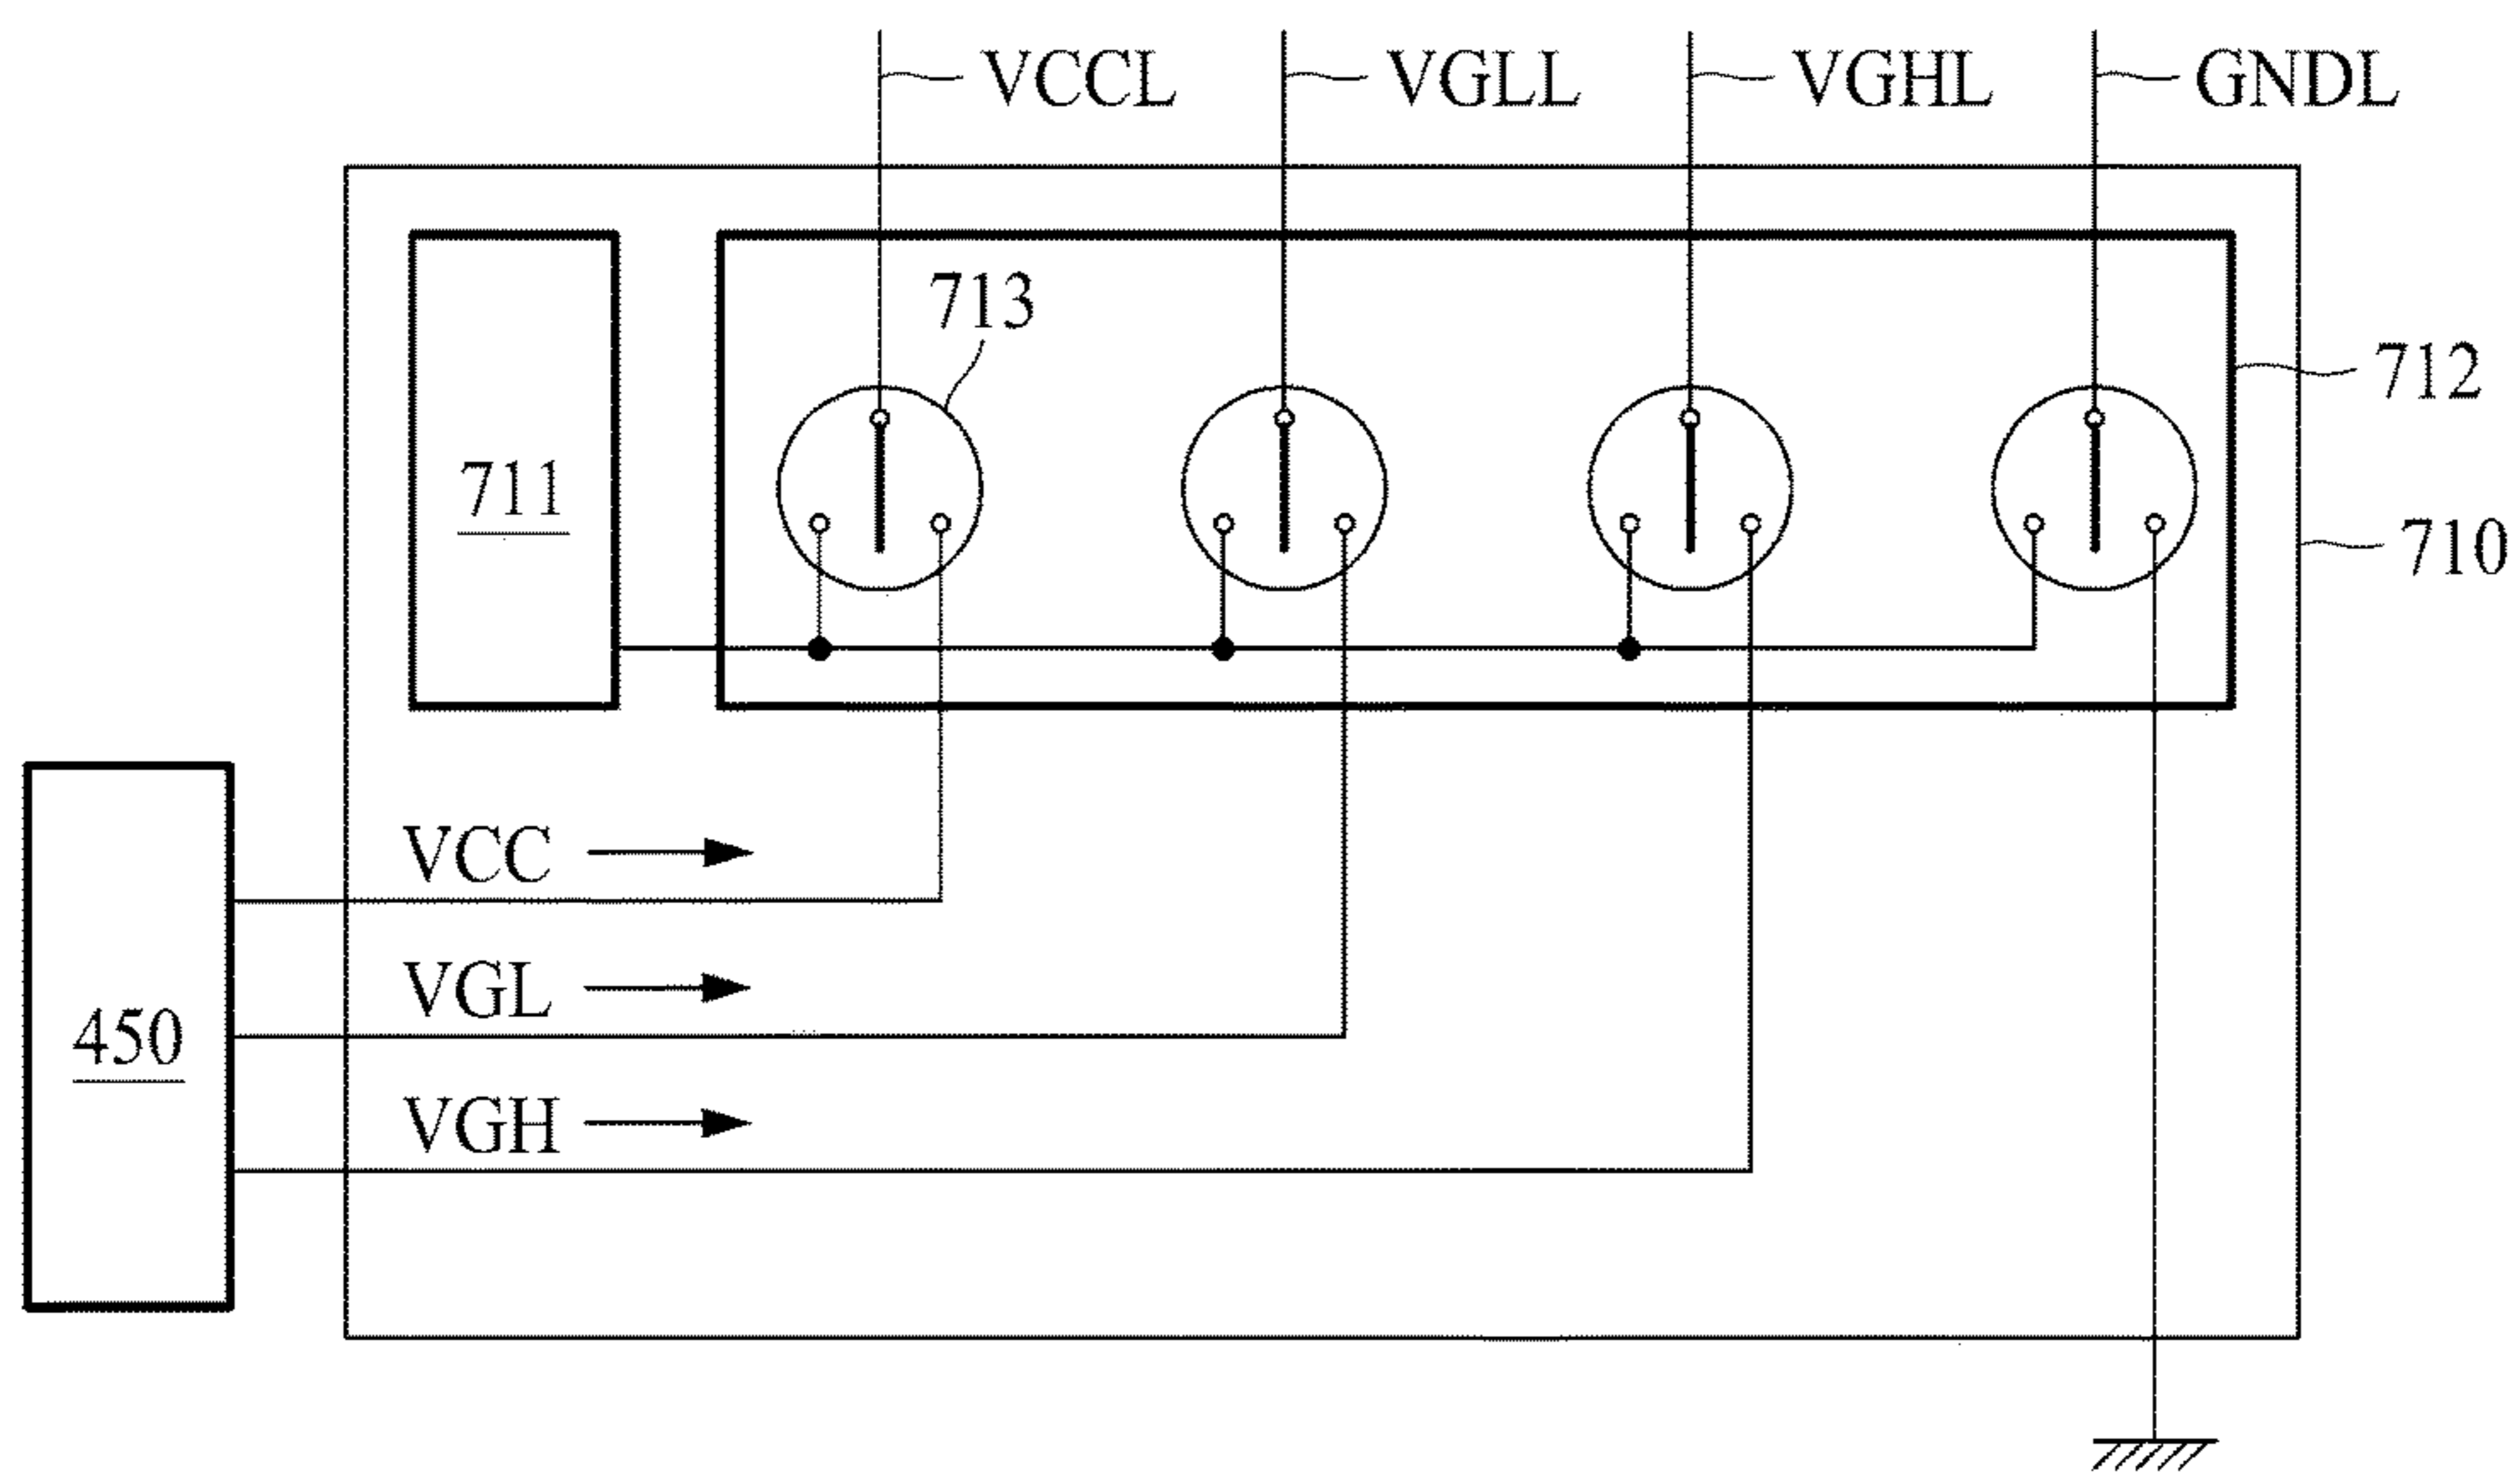 VCCL VGLL VGHL GNDL
713
712
711
710
VCC
VGL
450
VGH